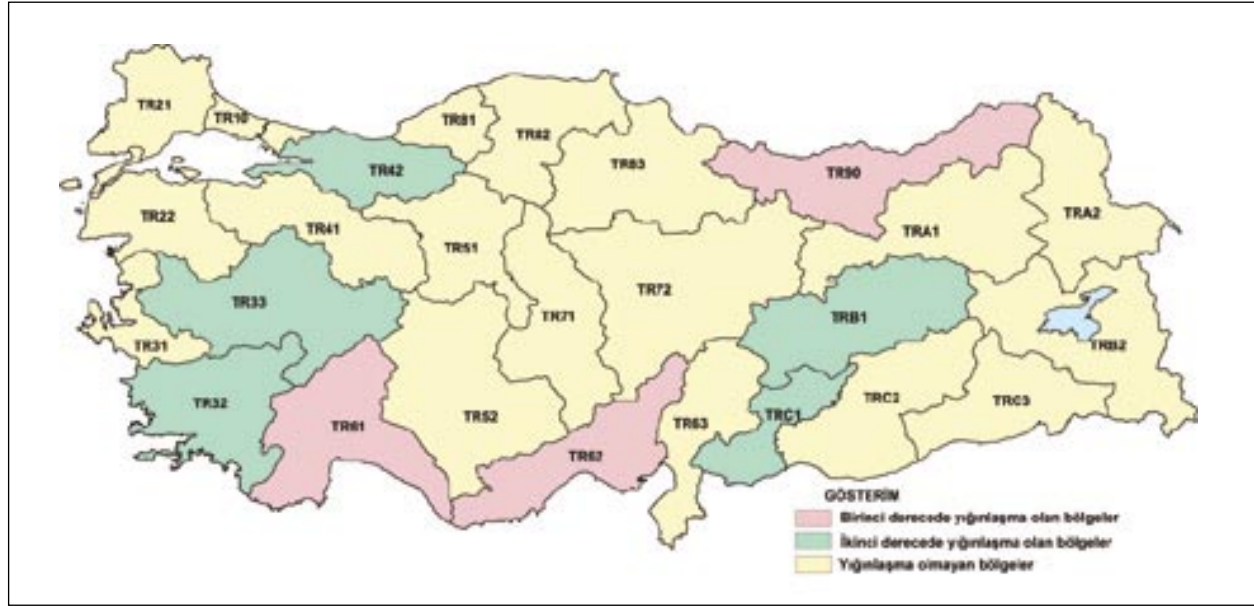 TR21
TR10
TR81
TR82
TR83
TR42
TR90
TRA2
TR22
TR41
TR51
TRA1
TR33
TR72
TR71
TRB1
TR31
TRB2
TR32
TR52
TR63
TRC1
TRC2
TRC3
TR61
TR62
GÖSTERİM
Birinci derecede yığınlaşma olan bölgeler
İkinci derecede yığınlaşma olan bölgeler
Yığınlaşma olmayan bölgeler